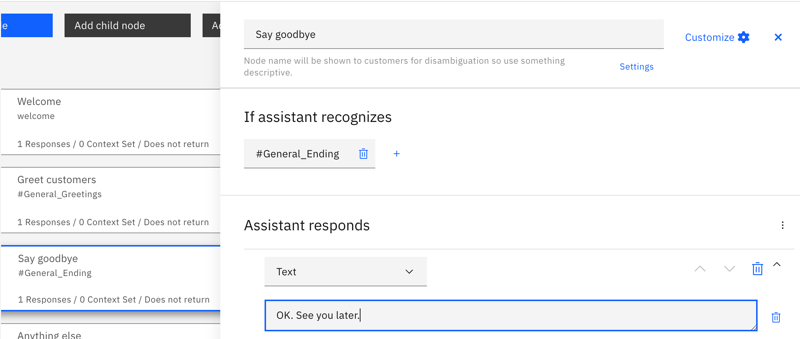 e
Add child node
A
Welcome
welcome
1 Responses / 0 Context Set / Does not return
Greet customers
#General_Greetings
1 Responses / 0 Context Set / Does not return
Say goodbye
#General_Ending
1 Responses / 0 Context Set / Does not return
Anything else
Say goodbye
Customize
Node name will be shown to customers for disambiguation so use something
descriptive.
Settings
If assistant recognizes
#General_Ending
Assistant responds
Text
OK. See you later.